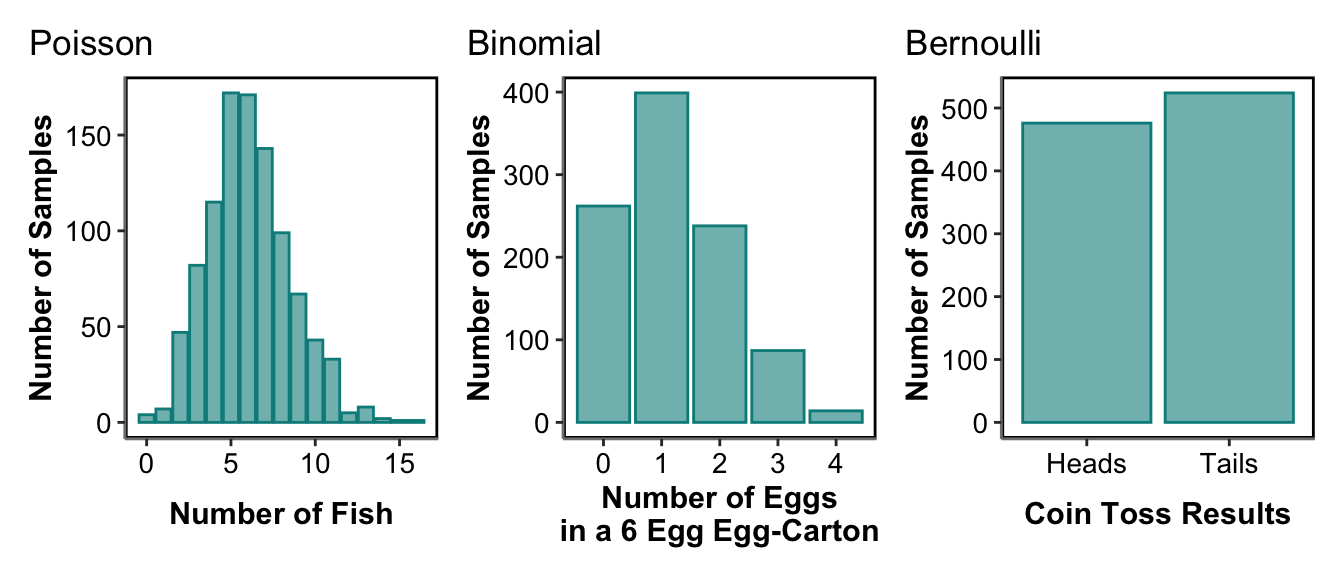 Poisson
Number of Samples
150
100
50
0
0 5 10 15
Number of Fish
Binomial
Number of Samples
400
300
200
100
0
0 1 2 3 4
Number of Eggs
in a 6 Egg Egg-Carton
Bernoulli
Number of Samples
500
400
300
200
100
0
Heads Tails
Coin Toss Results